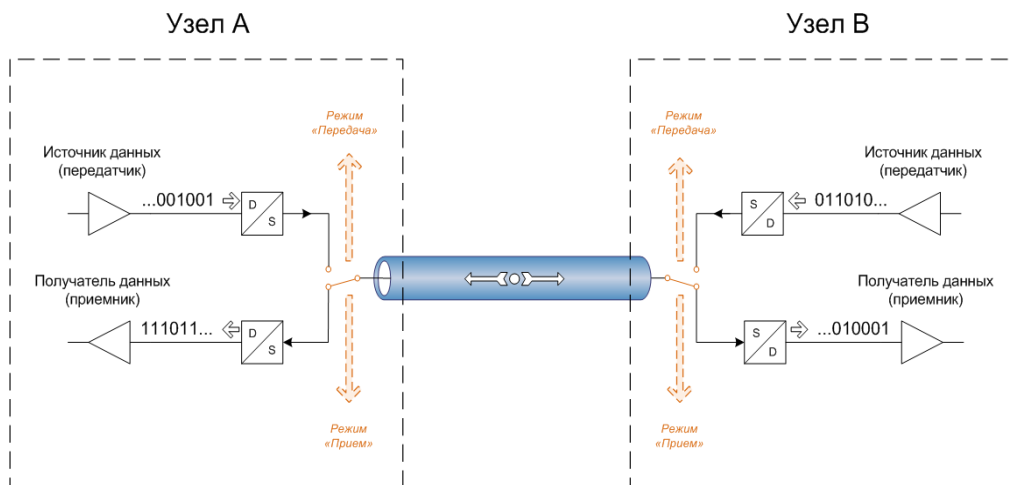 Узел А
Узел В
Режим
«Передача»
Режим
«Передача»
Источник данных
(передатчик)
Источник данных
(передатчик)
...001001
D
S
S
D
011010...
Получатель данных
(приемник)
Получатель данных
(приемник)
111011...
D
S
S
D
...010001
Режим
«Прием»
Режим
«Прием»